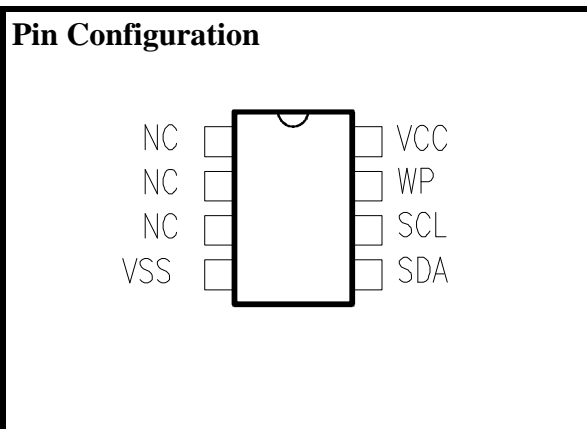 Pin Configuration
NC VCC
NC WP
NC SCL
VSS SDA